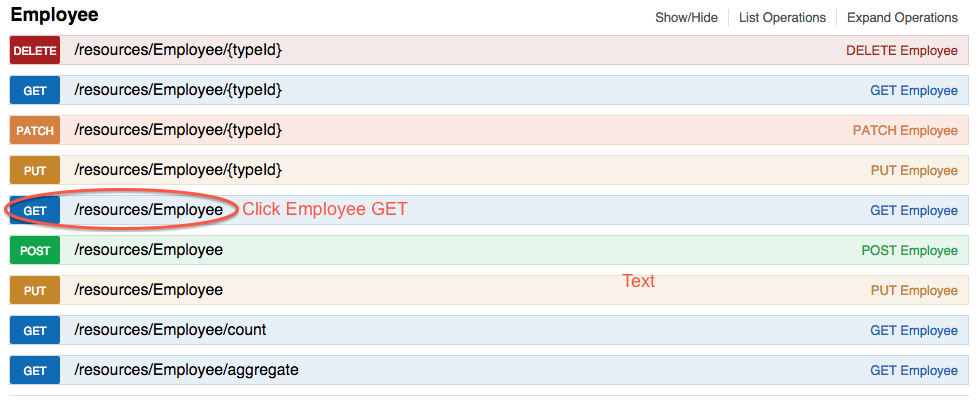 Employee Show/Hide List Operations Expand Operations
DELETE /resources/Employee/{typeId} DELETE Employee
GET /resources/Employee/{typeId} GET Employee
PATCH /resources/Employee/{typeId} PATCH Employee
PUT /resources/Employee/{typeId} PUT Employee
GET /resources/Employee Click Employee GET GET Employee
POST /resources/Employee POST Employee
Text
PUT /resources/Employee PUT Employee
GET /resources/Employee/count GET Employee
GET /resources/Employee/aggregate GET Employee